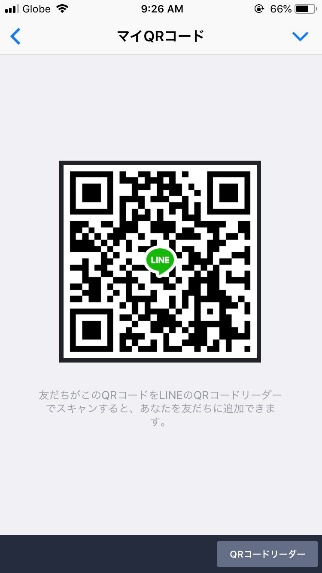 Globe 9:26 AM 66%
マイQRコード
LINE
友だちがこのQRコードをLINEのQRコードリーダー
でスキャンすると、あなたを友だちに追加できま
す。
QRコードリーダー